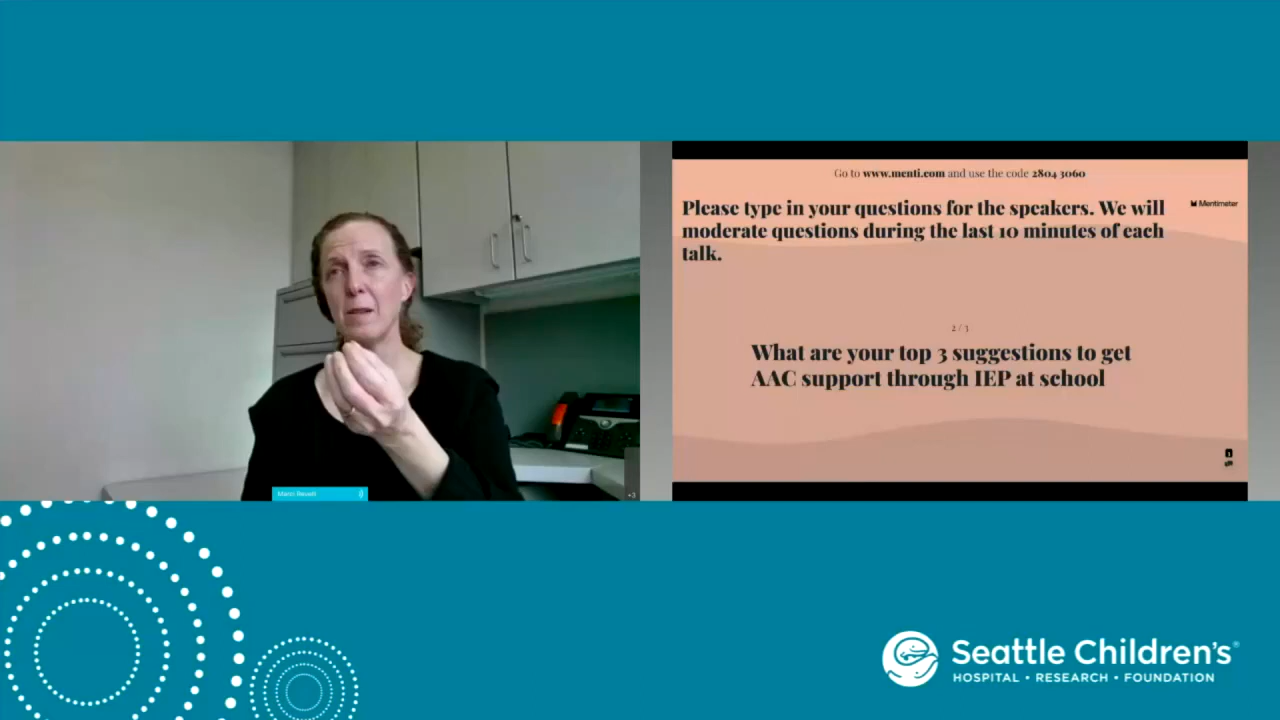 Go to www.menti.com and use the code 2804 3060
Please type in your questions for the speakers. We will
moderate questions during the last 10 minutes of each
talk.
Mentimeter
2 / 3
What are your top 3 suggestions to get
AAC support through IEP at school
+3
Seattle Children's®
HOSPITAL • RESEARCH • FOUNDATION